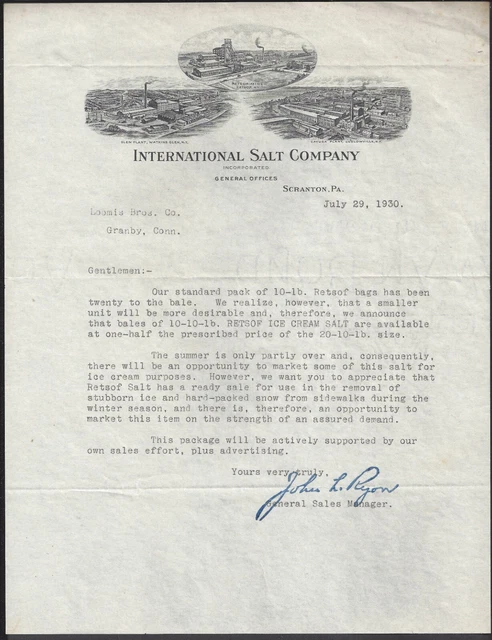 GLEN PLANT, WATKINS GLEN, N.Y.
INTERNATIONAL SALT COMPANY
INCORPORATED
GENERAL OFFICES
SCRANTON, PA.
July 29, 1930.
Loomis Bros. Co.
Granby, Conn.
Gentlemen:-
Our standard pack of 10-lb. Retsof bags has been
twenty to the bale. We realize, however, that a smaller
unit will be more desirable and, therefore, we announce
that bales of 10-10-lb. RETSOF ICE CREAM SALT are available
at one-half the prescribed price of the 20-10-lb. size.
The summer is only partly over and, consequently,
there will be an opportunity to market some of this salt for
ice cream purposes. However, we want you to appreciate that
Retsof Salt has a ready sale for use in the removal of
stubborn ice and hard-packed snow from sidewalks during the
winter season, and there is, therefore, an opportunity to
market this item on the strength of an assured demand.
This package will be actively supported by our
own sales effort, plus advertising.
Yours very truly,
John L. Ryon
General Sales Manager.